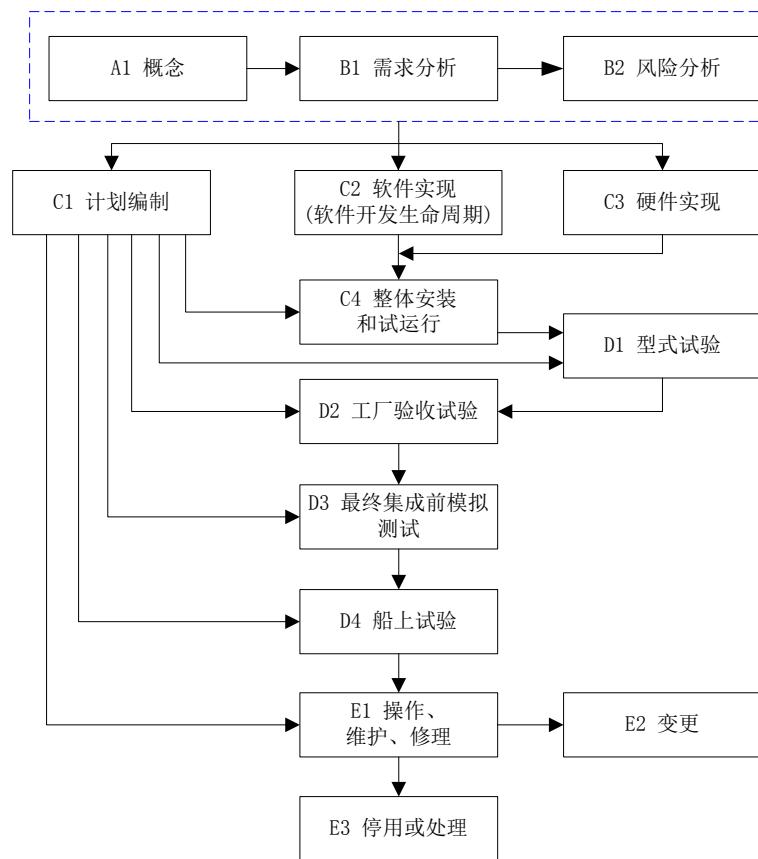 A1 概念
B1 需求分析
B2 风险分析
C1 计划编制
C2 软件实现
(软件开发生命周期)
C3 硬件实现
C4 整体安装
和试运行
D1 型式试验
D2 工厂验收试验
D3 最终集成前模拟
测试
D4 船上试验
E1 操作、
维护、修理
E2 变更
E3 停用或处理